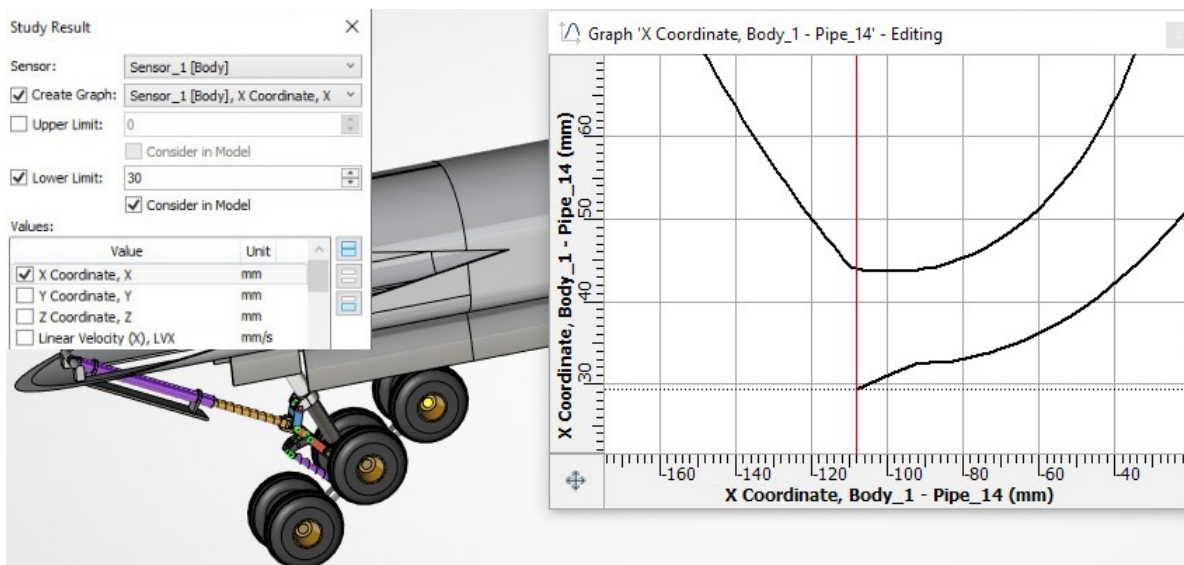 Study Result
Sensor: Sensor_1 [Body]
Create Graph: Sensor_1 [Body], X Coordinate, X
Upper Limit: 0
Consider in Model
Lower Limit: 30
Consider in Model
Values:
Value Unit
X Coordinate, X mm
Y Coordinate, Y mm
Z Coordinate, Z mm
Linear Velocity (X), LVX mm/s
Graph 'X Coordinate, Body_1 - Pipe_14' - Editing
X Coordinate, Body_1 - Pipe_14 (mm)
60
50
40
30
-160 -140 -120 -100 -80 -60 -40
X Coordinate, Body_1 - Pipe_14 (mm)